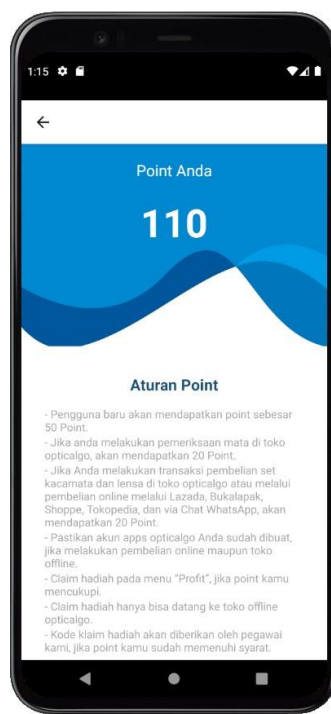 1:15
Point Anda
110
Aturan Point
- Pengguna baru akan mendapatkan point sebesar
50 Point.
- Jika anda melakukan pemeriksaan mata di toko
opticalgo, akan mendapatkan 20 Point.
- Jika Anda melakukan transaksi pembelian set
kacamata dan lensa di toko opticalgo atau melalui
pembelian online melalui Lazada, Bukalapak,
Shoppe, Tokopedia, dan via Chat WhatsApp, akan
mendapatkan 20 Point.
- Pastikan akun apps opticalgo Anda sudah dibuat,
jika melakukan pembelian online maupun toko
offline.
- Claim hadiah pada menu "Profit", jika point kamu
mencukupi.
- Claim hadiah hanya bisa datang ke toko offline
opticalgo.
- Kode klaim hadiah akan diberikan oleh pegawai
kami, jika point kamu sudah memenuhi syarat.